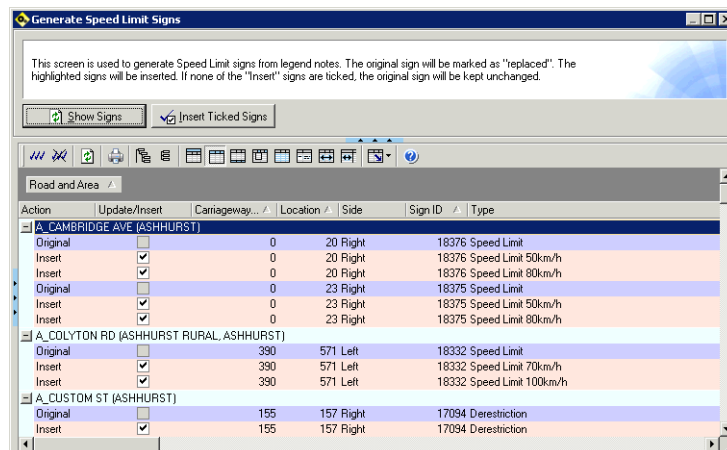 Generate Speed Limit Signs
This screen is used to generate Speed Limit signs from legend notes. The original sign will be marked as "replaced". The
highlighted signs will be inserted. If none of the "Insert" signs are ticked, the original sign will be kept unchanged.
Show Signs Insert Ticked Signs
Road and Area
Action Update/Insert Carriageway... Location Side Sign ID Type
A_CAMBRIDGE AVE (ASHHURST)
Original 0 20 Right 18376 Speed Limit
Insert 0 20 Right 18376 Speed Limit 50km/h
Insert 0 20 Right 18376 Speed Limit 80km/h
Original 0 23 Right 18375 Speed Limit
Insert 0 23 Right 18375 Speed Limit 50km/h
Insert 0 23 Right 18375 Speed Limit 80km/h
A_COLYTON RD (ASHHURST RURAL, ASHHURST)
Original 390 571 Left 18332 Speed Limit
Insert 390 571 Left 18332 Speed Limit 70km/h
Insert 390 571 Left 18332 Speed Limit 100km/h
A_CUSTOM ST (ASHHURST)
Original 155 157 Right 17094 Derestriction
Insert 155 157 Right 17094 Derestriction